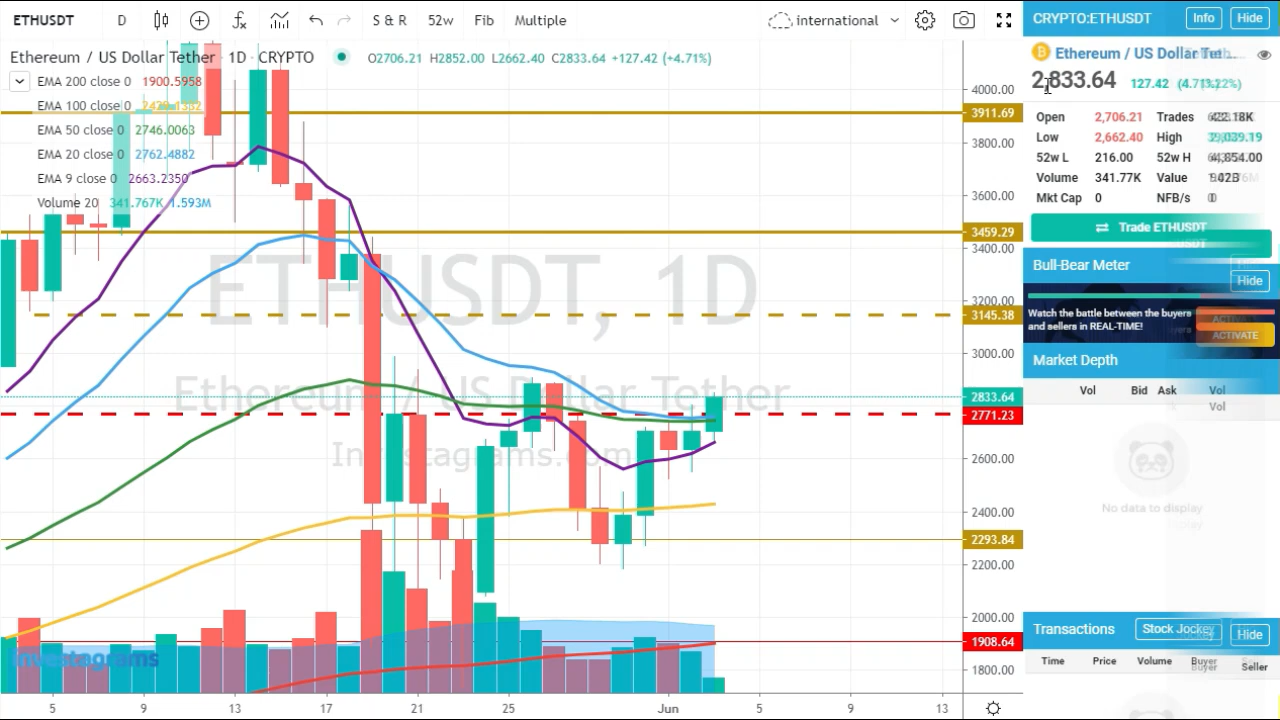 ETHUSDT D S & R 52w Fib Multiple international
Ethereum / US Dollar Tether · 1D · CRYPTO O2706.21 H2852.00 L2662.40 C2833.64 +127.42 (+4.71%)
EMA 200 close 0 1900.5958
EMA 100 close 0
EMA 50 close 0 2746.0063
EMA 20 close 0 2762.4882
EMA 9 close 0 2663.2350
Volume 20 341.767K 1.593M
ETHUSDT, 1D
Ethereum / US Dollar Tether
Investagrams.com
investagrams
4000.00
3911.69
3800.00
3600.00
3459.29
3400.00
3200.00
3145.38
3000.00
2833.64
2771.23
2600.00
2400.00
2293.84
2200.00
2000.00
1908.64
1800.00
5 9 13 17 21 25 Jun 5 9 13
CRYPTO:ETHUSDT Info Hide
Ethereum / US Dollar Tet...
2,833.64 127.42
Open 2,706.21 Trades
Low 2,662.40 High
52w L 216.00 52w H
Volume 341.77K Value
Mkt Cap 0 NFB/s 0
Trade ETHUSDT
USDT
Bull-Bear Meter
Hide
Watch the battle between the buyers
and sellers in REAL-TIME!
ACTIVATE
Market Depth
Vol Bid Ask Vol
Vol
No data to display
display
Transactions Stock Jockey Hide
Time Price Volume Buyer Seller
Buyer